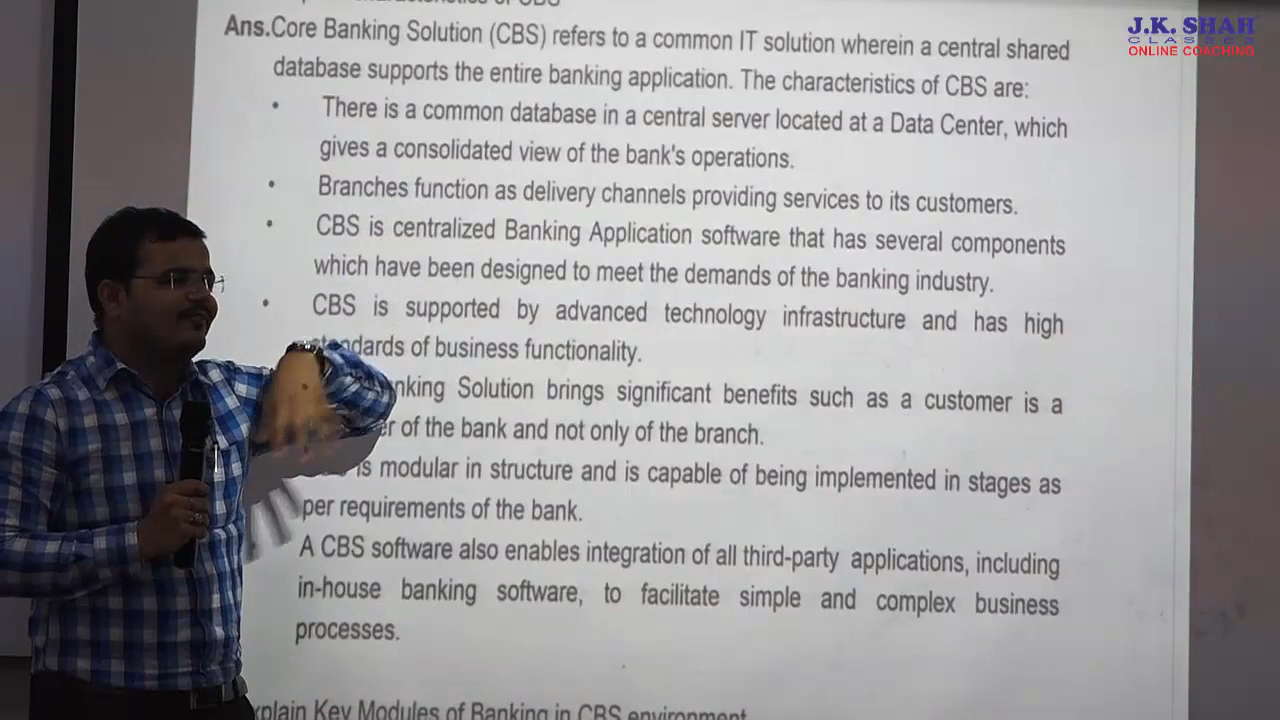 J.K. SHAH
CLASSES
ONLINE COACHING
of CBS
Ans.Core Banking Solution (CBS) refers to a common IT solution wherein a central shared
database supports the entire banking application. The characteristics of CBS are:
• There is a common database in a central server located at a Data Center, which
gives a consolidated view of the bank's operations.
• Branches function as delivery channels providing services to its customers.
• CBS is centralized Banking Application software that has several components
which have been designed to meet the demands of the banking industry.
• CBS is supported by advanced technology infrastructure and has high
standards of business functionality.
nking Solution brings significant benefits such as a customer is a
er of the bank and not only of the branch.
is modular in structure and is capable of being implemented in stages as
per requirements of the bank.
A CBS software also enables integration of all third-party applications, including
in-house banking software, to facilitate simple and complex business
processes.
xplain Key Modules of Banking in CBS environment